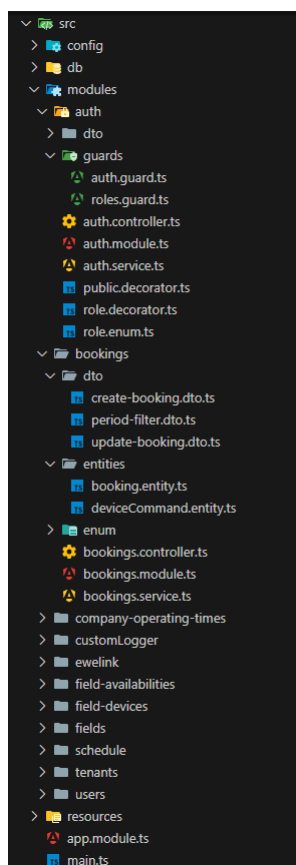 src
config
db
modules
auth
dto
guards
auth.guard.ts
roles.guard.ts
auth.controller.ts
auth.module.ts
auth.service.ts
public.decorator.ts
role.decorator.ts
role.enum.ts
bookings
dto
create-booking.dto.ts
period-filter.dto.ts
update-booking.dto.ts
entities
booking.entity.ts
deviceCommand.entity.ts
enum
bookings.controller.ts
bookings.module.ts
bookings.service.ts
company-operating-times
customLogger
ewelink
field-availabilities
field-devices
fields
schedule
tenants
users
resources
app.module.ts
main.ts